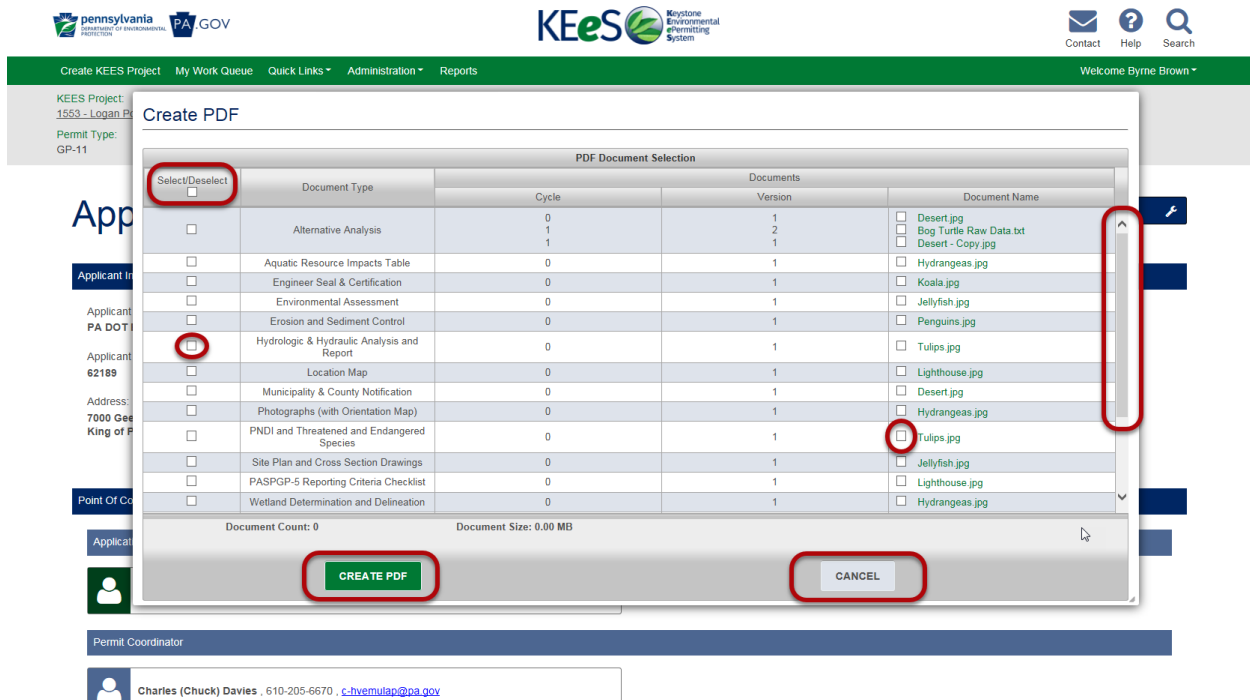 pennsylvania
DEPARTMENT OF ENVIRONMENTAL
PROTECTION
PA.GOV
KEeS
Keystone
Environmental
ePermitting
System
Contact Help Search
Create KEES Project My Work Queue Quick Links Administration Reports Welcome Byrne Brown
KEES Project:
1553 - Logan
Permit Type:
GP-11
Create PDF
PDF Document Selection
Select/Deselect Document Type Documents
Cycle Version Document Name
Alternative Analysis
0 1 Desert.jpg
1 2 Bog Turtle Raw Data.txt
1 1 Desert - Copy.jpg
Aquatic Resource Impacts Table 0 1 Hydrangeas.jpg
Engineer Seal & Certification 0 1 Koala.jpg
Environmental Assessment 0 1 Jellyfish.jpg
Erosion and Sediment Control 0 1 Penguins.jpg
Hydrologic & Hydraulic Analysis and
Report 0 1 Tulips.jpg
Location Map 0 1 Lighthouse.jpg
Municipality & County Notification 0 1 Desert.jpg
Photographs (with Orientation Map) 0 1 Hydrangeas.jpg
PNDI and Threatened and Endangered
Species 0 1 Tulips.jpg
Site Plan and Cross Section Drawings 0 1 Jellyfish.jpg
PASPGP-5 Reporting Criteria Checklist 0 1 Lighthouse.jpg
Wetland Determination and Delineation 0 1 Hydrangeas.jpg
Document Count: 0 Document Size: 0.00 MB
CREATE PDF CANCEL
App
Applicant In
Applicant
PA DOT
Applicant
62189
Address:
7000 Gee
King of P
Point Of Co
Applicat
Permit Coordinator
Charles (Chuck) Davies , 610-205-6670 , c-hvemulap@pa.gov